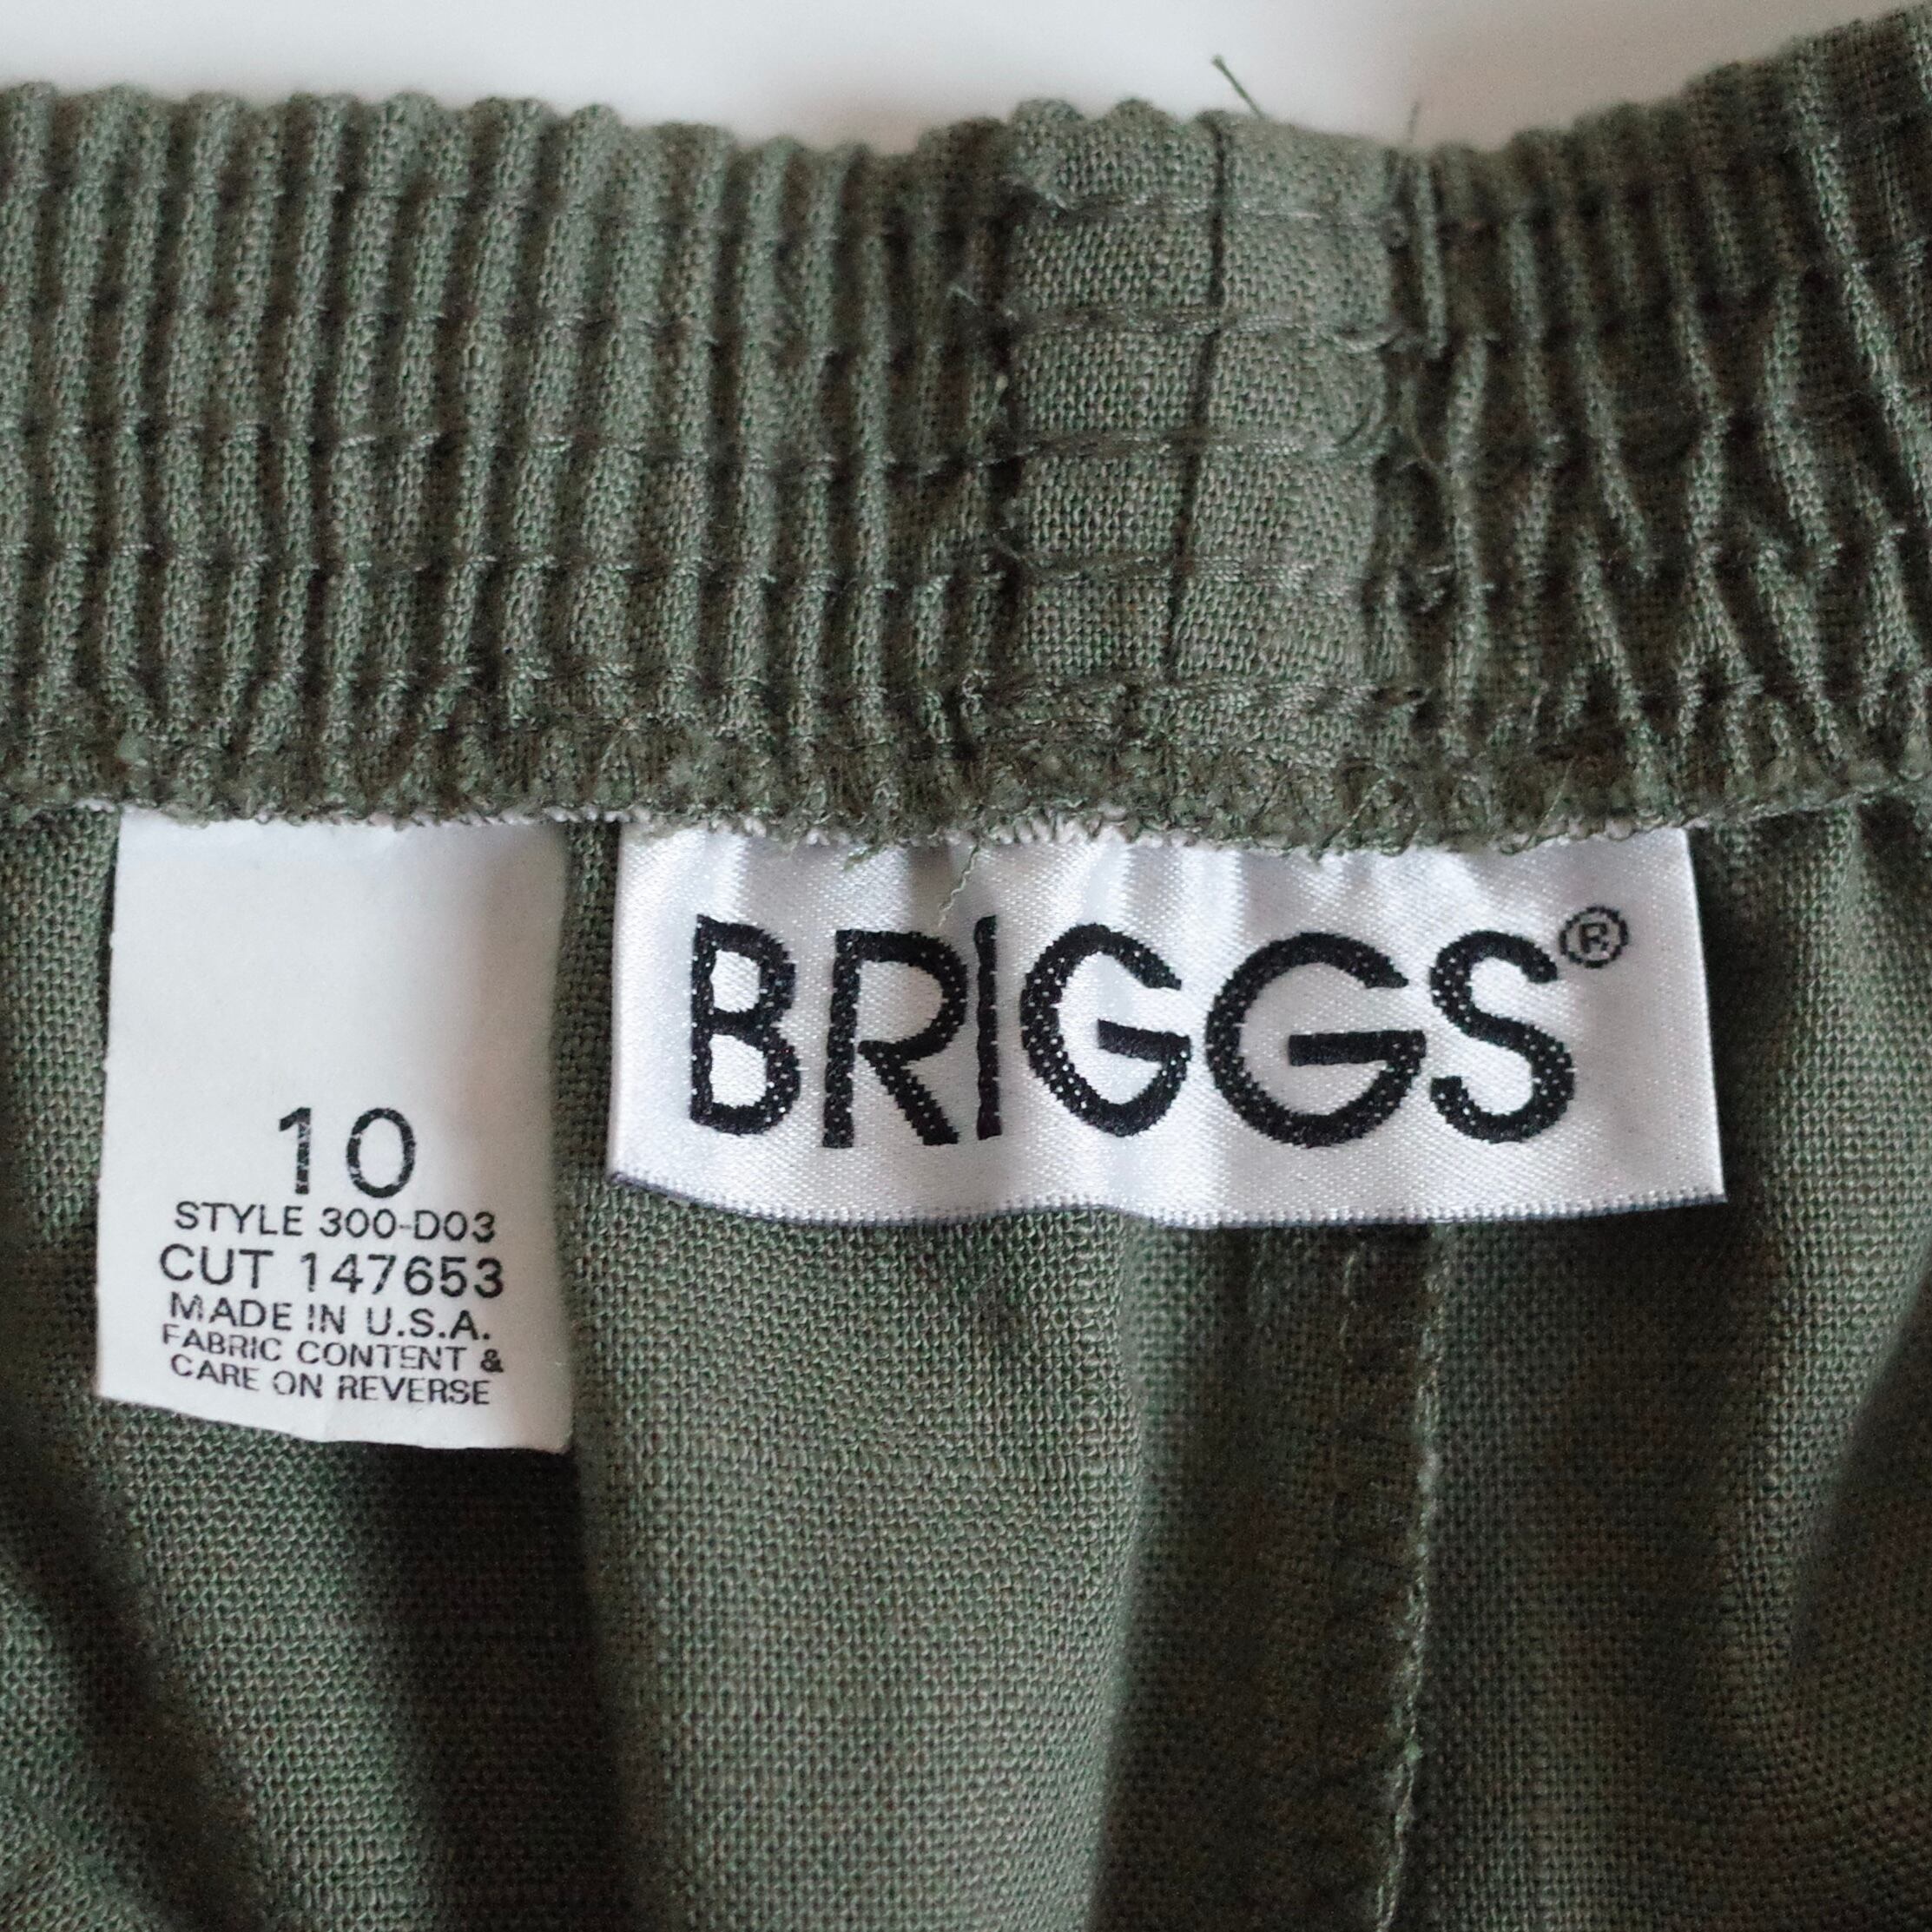 BRIGGS®
10
STYLE 300-D03
CUT 147653
MADE IN U.S.A.
FABRIC CONTENT &
CARE ON REVERSE